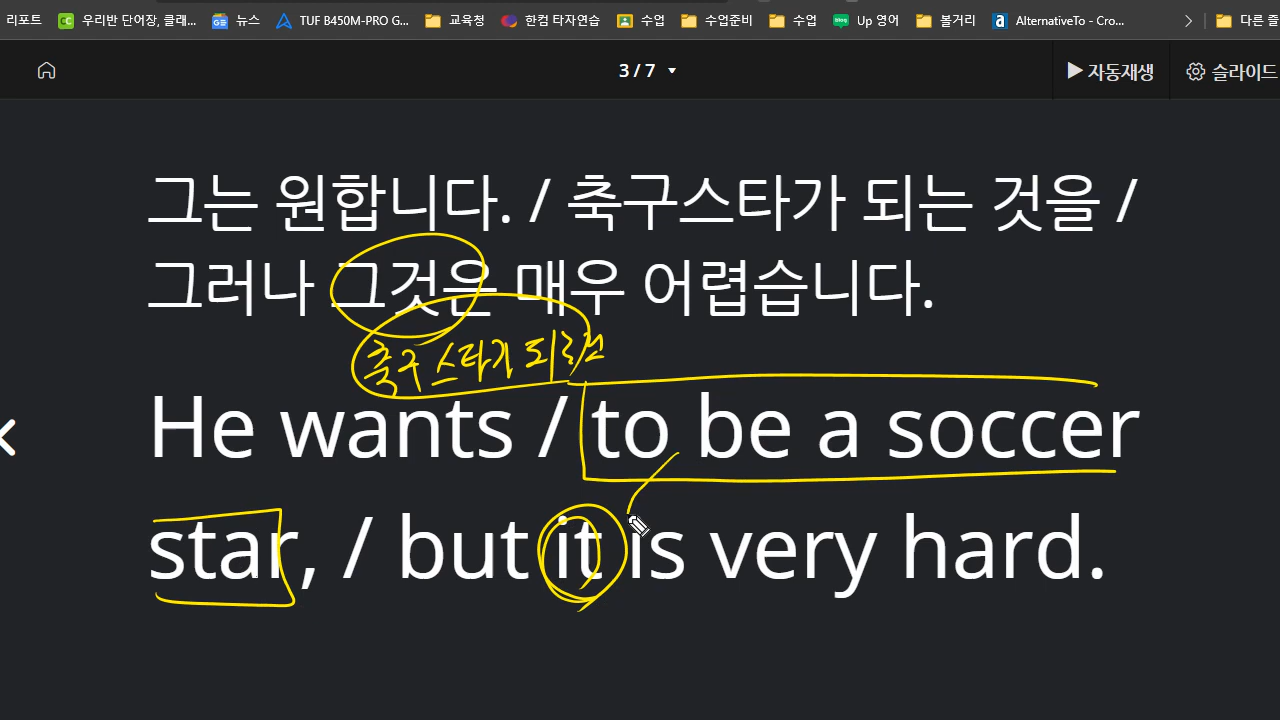 리포트 우리반 단어장, 클래... 뉴스 TUF B450M-PRO G... 교육청 한컴 타자연습 수업 수업준비 수업 Up 영어 볼거리 AlternativeTo - Cro... 다른 즐
3 / 7 자동재생 슬라이드
그는 원합니다. / 축구스타가 되는 것을 /
그러나 그것은 매우 어렵습니다.
축구 스타가 되는것
He wants / to be a soccer
star, / but it is very hard.